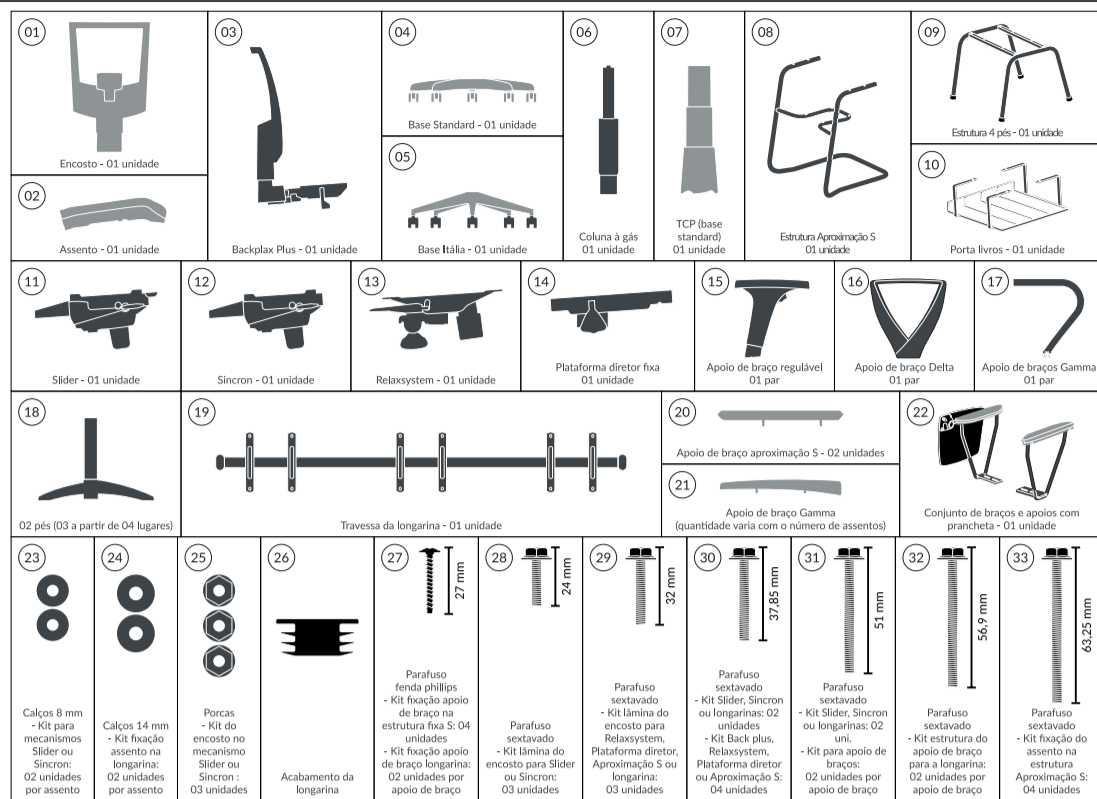 01
Encosto - 01 unidade
02
Assento - 01 unidade
03
Backplax Plus - 01 unidade
04
Base Standard - 01 unidade
05
Base Itália - 01 unidade
06
Coluna à gás
01 unidade
07
TCP (base
standard)
01 unidade
08
Estrutura Aproximação S
01 unidade
09
Estrutura 4 pés - 01 unidade
10
Porta livros - 01 unidade
11
Slider - 01 unidade
12
Sincron - 01 unidade
13
Relaxsystem - 01 unidade
14
Plataforma diretor fixa
01 unidade
15
Apoio de braço regulável
01 par
16
Apoio de braço Delta
01 par
17
Apoio de braços Gamma
01 par
18
02 pés (03 a partir de 04 lugares)
19
Travessa da longarina - 01 unidade
20
Apoio de braço aproximação S - 02 unidades
21
Apoio de braço Gamma
(quantidade varia com o número de assentos)
22
Conjunto de braços e apoios com
prancheta - 01 unidade
23
Calços 8 mm
- Kit para
mecanismos
Slider ou
Sincron:
02 unidades
por assento
24
Calços 14 mm
- Kit fixação
assento na
longarina:
02 unidades
por assento
25
Porcas
- Kit do
encosto no
mecanismo
Slider ou
Sincron :
03 unidades
26
Acabamento da
longarina
27
27 mm
Parafuso
fenda phillips
- Kit fixação apoio
de braço na
estrutura fixa S: 04
unidades
- Kit fixação apoio
de braço longarina:
02 unidades por
apoio de braço
28
24 mm
Parafuso
sextavado
- Kit lâmina do
encosto para Slider
ou Sincron:
03 unidades
29
32 mm
Parafuso
sextavado
- Kit lâmina do
encosto para
Relaxsystem,
Plataforma diretor,
Aproximação S ou
longarina:
03 unidades
30
37,85 mm
Parafuso
sextavado
- Kit Slider, Sincron
ou longarinas: 02
unidades
- Kit Back plus,
Relaxsystem,
Plataforma diretor
ou Aproximação S:
04 unidades
31
51 mm
Parafuso
sextavado
- Kit Slider, Sincron
ou longarinas: 02
uni.
- Kit para apoio de
braços:
02 unidades por
apoio de braço
32
56,9 mm
Parafuso
sextavado
- Kit estrutura do
apoio de braço
para a longarina:
02 unidades por
apoio de braço
33
63,25 mm
Parafuso
sextavado
- Kit fixação do
assento na
estrutura
Aproximação S:
04 unidades